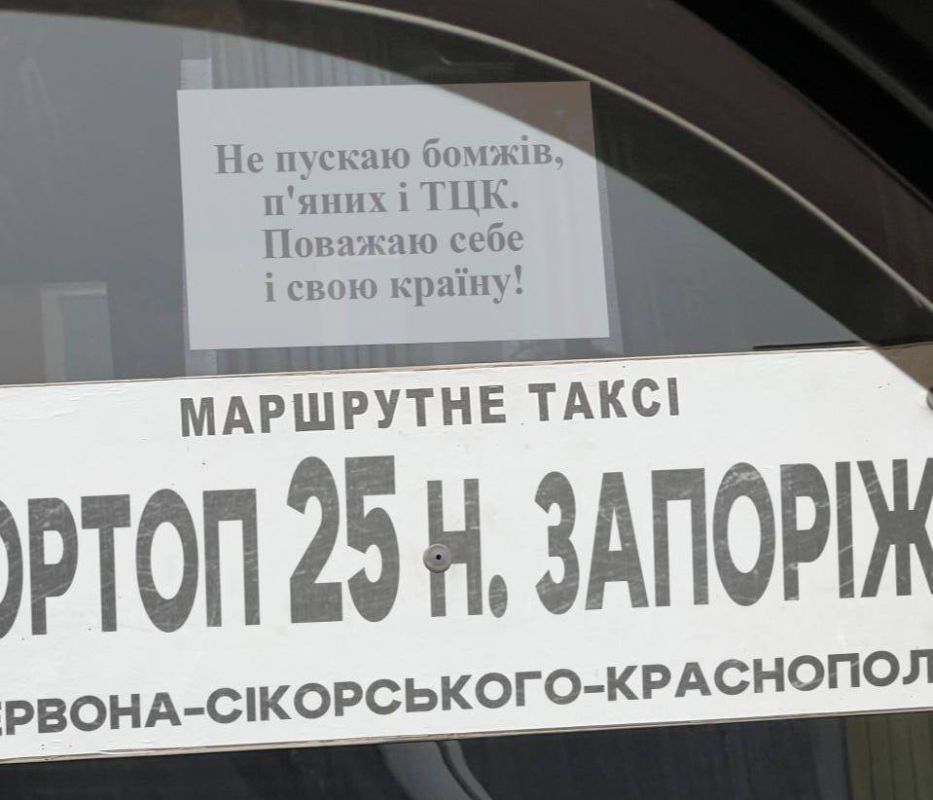 Не пускаю бомжів,
п'яних і ТЦК.
Поважаю себе
і свою країну!
МАРШРУТНЕ ТАКСІ
ОРТОП 25 Н. ЗАПОРІЖ
ЕРВОНА-СІКОРСЬКОГО-КРАСНОПОЛ